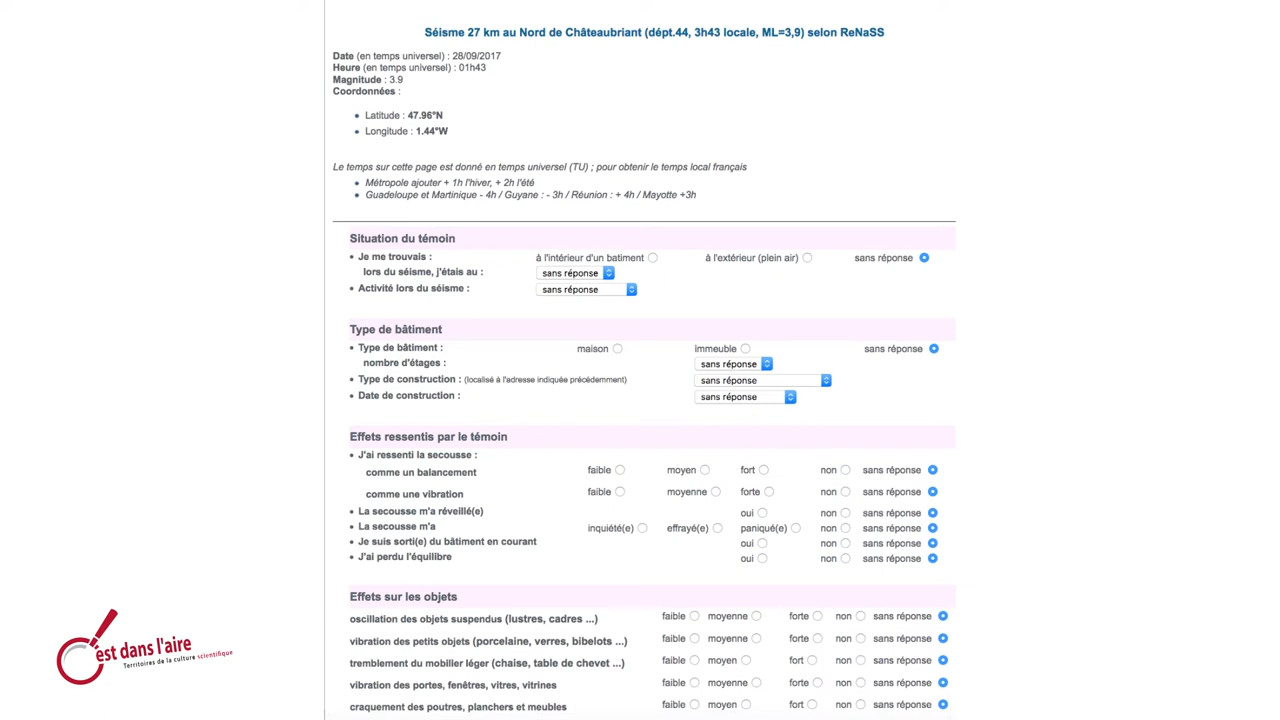 Séisme 27 km au Nord de Châteaubriant (dépt.44, 3h43 locale, ML=3,9) selon ReNaSS
Date (en temps universel) : 28/09/2017
Heure (en temps universel) : 01h43
Magnitude : 3.9
Coordonnées :
• Latitude : 47.96°N
• Longitude : 1.44°W
Le temps sur cette page est donné en temps universel (TU) ; pour obtenir le temps local français
• Métropole ajouter + 1h l'hiver, + 2h l'été
• Guadeloupe et Martinique - 4h / Guyane : - 3h / Réunion : + 4h / Mayotte +3h
Situation du témoin
• Je me trouvais : à l'intérieur d'un batiment à l'extérieur (plein air) sans réponse
lors du séisme, j'étais au : sans réponse
• Activité lors du séisme : sans réponse
Type de bâtiment
• Type de bâtiment : maison immeuble sans réponse
nombre d'étages : sans réponse
• Type de construction : (localisé à l'adresse indiquée précédemment) sans réponse
• Date de construction : sans réponse
Effets ressentis par le témoin
• J'ai ressenti la secousse :
comme un balancement faible moyen fort non sans réponse
comme une vibration faible moyenne forte non sans réponse
• La secousse m'a réveillé(e) oui non sans réponse
• La secousse m'a inquiété(e) effrayé(e) paniqué(e) non sans réponse
• Je suis sorti(e) du bâtiment en courant oui non sans réponse
• J'ai perdu l'équilibre oui non sans réponse
Effets sur les objets
oscillation des objets suspendus (lustres, cadres ...) faible moyenne forte non sans réponse
vibration des petits objets (porcelaine, verres, bibelots ...) faible moyenne forte non sans réponse
tremblement du mobilier léger (chaise, table de chevet ...) faible moyen fort non sans réponse
vibration des portes, fenêtres, vitres, vitrines faible moyenne forte non sans réponse
craquement des poutres, planchers et meubles faible moyen fort non sans réponse
C'est dans l'aire
Territoires de la culture scientifique